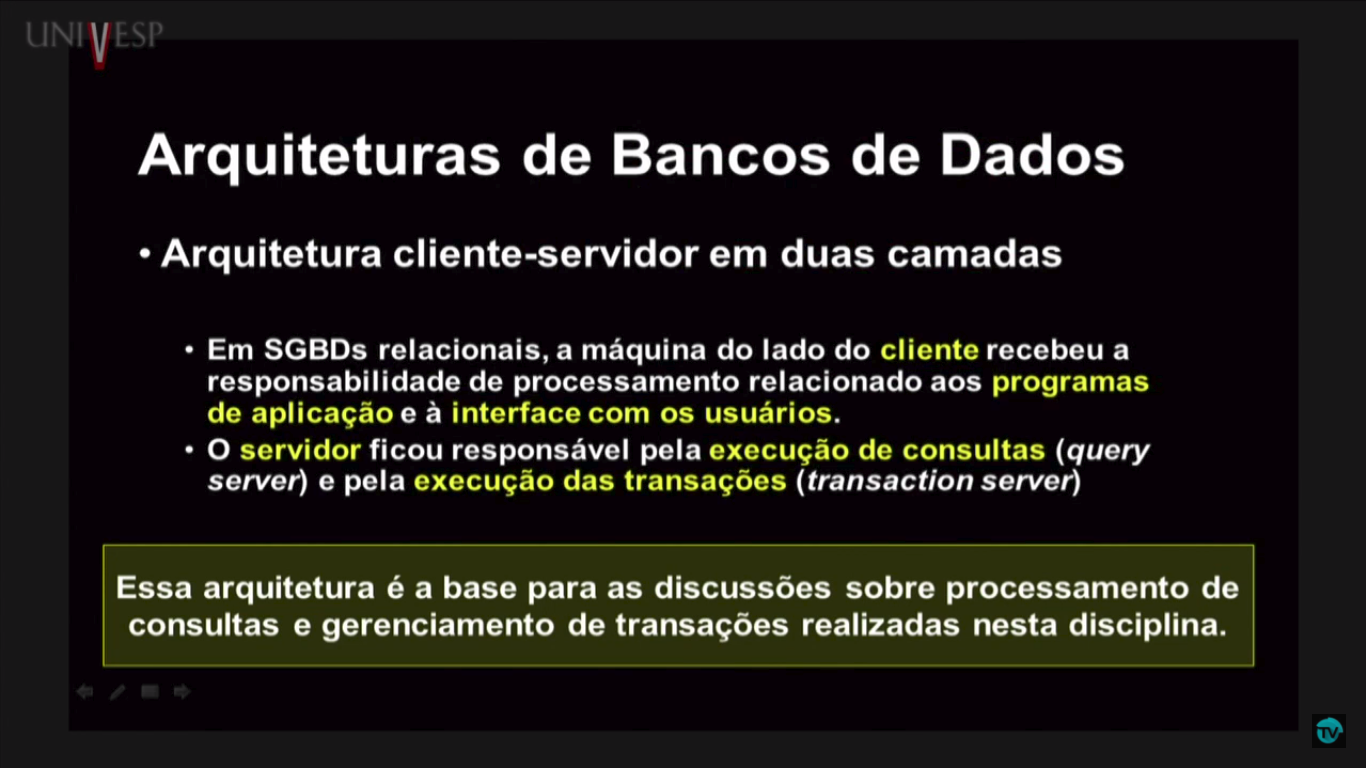 UNIVESP
Arquiteturas de Bancos de Dados
• Arquitetura cliente-servidor em duas camadas
• Em SGBDs relacionais, a máquina do lado do cliente recebeu a
responsabilidade de processamento relacionado aos programas
de aplicação e à interface com os usuários.
• O servidor ficou responsável pela execução de consultas (query
server) e pela execução das transações (transaction server)
Essa arquitetura é a base para as discussões sobre processamento de
consultas e gerenciamento de transações realizadas nesta disciplina.
TV